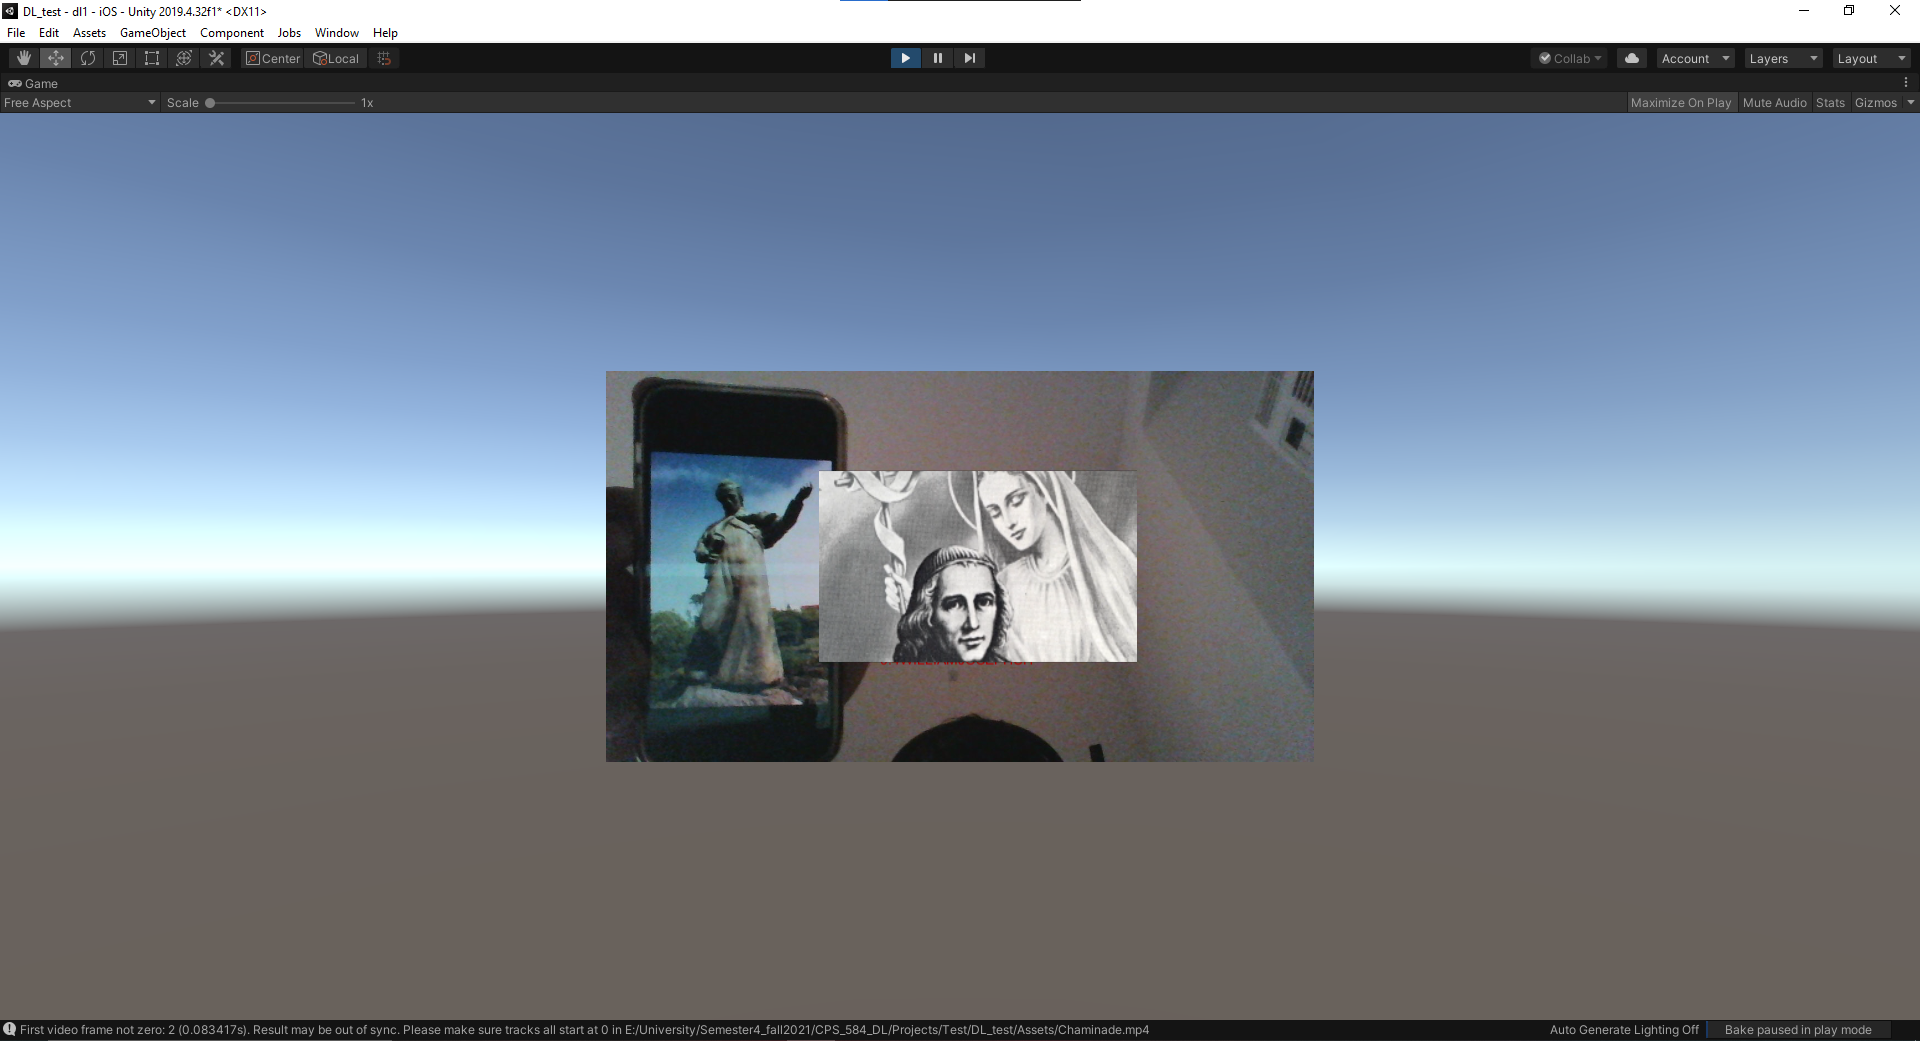 DL_test - dl1 - iOS - Unity 2019.4.32f1* <DX11>
File Edit Assets GameObject Component Jobs Window Help
Center Local Collab Account Layers Layout
Game
Free Aspect Scale 1x Maximize On Play Mute Audio Stats Gizmos
First video frame not zero: 2 (0.083417s). Result may be out of sync. Please make sure tracks all start at 0 in E:/University/Semester4_fall2021/CPS_584_DL/Projects/Test/DL_test/Assets/Chaminade.mp4 Auto Generate Lighting Off Bake paused in play mode